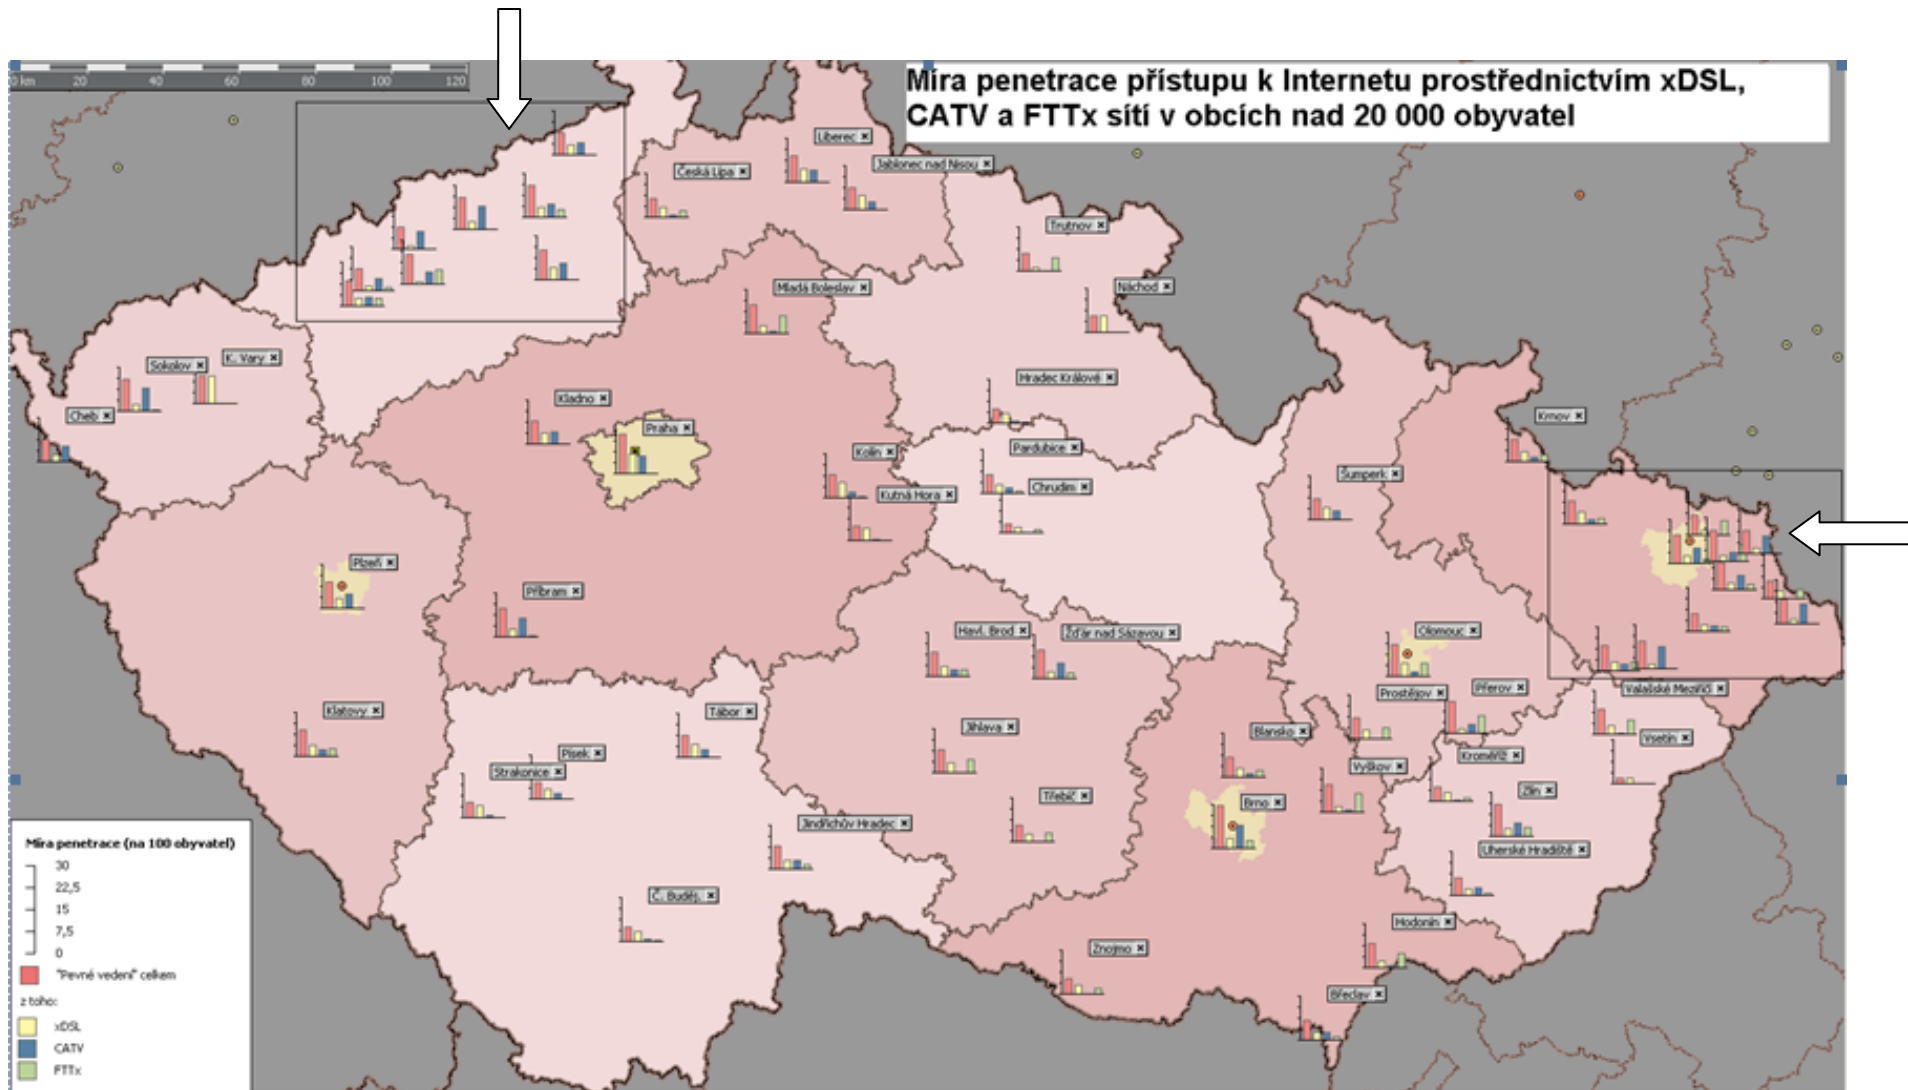 0 km 20 40 60 80 100 120
Míra penetrace přístupu k Internetu prostřednictvím xDSL,
CATV a FTTx sítí v obcích nad 20 000 obyvatel
Liberec
Česká Lípa
Jablonec nad Nisou
Trutnov
Mladá Boleslav
Náchod
Sokolov
K. Vary
Hradec Králové
Kladno
Cheb
Krnov
Praha
Pardubice
Kolín
Šumperk
Chrudim
Kutná Hora
Plzeň
Příbram
Havl. Brod
Žďár nad Sázavou
Olomouc
Prostějov
Přerov
Valašské Meziříčí
Klatovy
Tábor
Jihlava
Blansko
Vsetín
Písek
Kroměříž
Strakonice
Vyškov
Zlín
Třebíč
Brno
Jindřichův Hradec
Uherské Hradiště
Č. Buděj.
Hodonín
Znojmo
Břeclav
Míra penetrace (na 100 obyvatel)
30
22,5
15
7,5
0
"Pevné vedení" celkem
z toho:
xDSL
CATV
FTTx